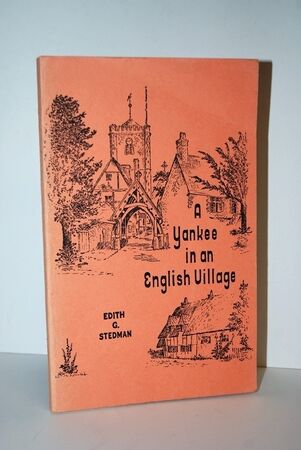 A
Yankee
in an
English Village
EDITH
G.
STEDMAN